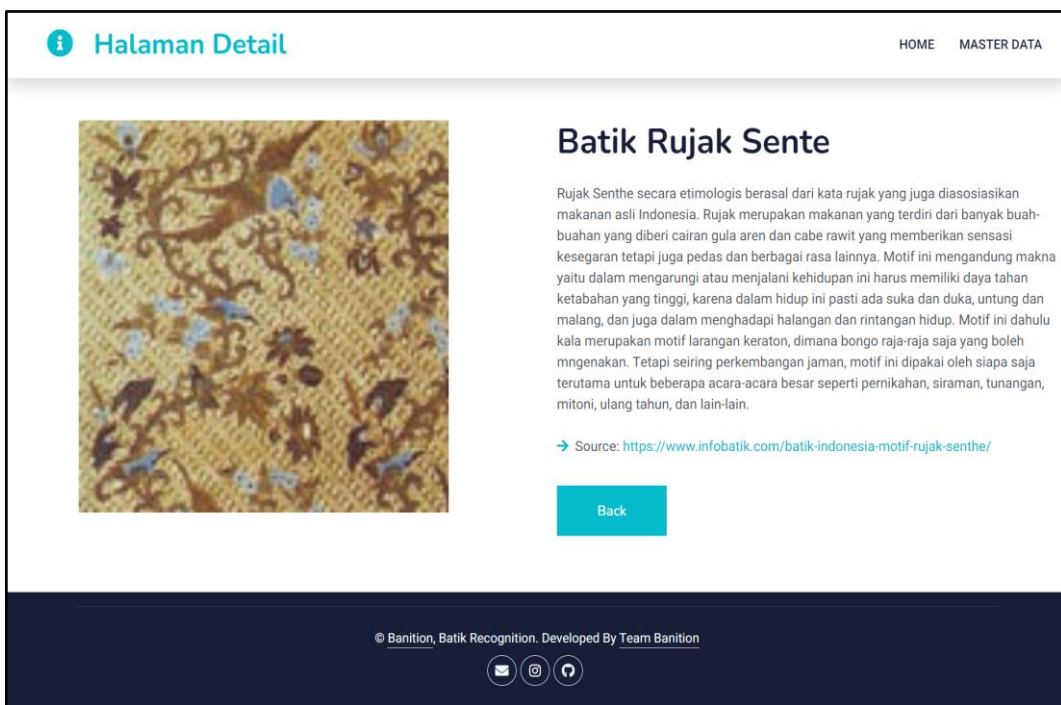 Halaman Detail
HOME
MASTER DATA
Batik Rujak Sente
Rujak Senthe secara etimologis berasal dari kata rujak yang juga diasosiasikan
makanan asli Indonesia. Rujak merupakan makanan yang terdiri dari banyak buah-
buahan yang diberi cairan gula aren dan cabe rawit yang memberikan sensasi
kesegaran tetapi juga pedas dan berbagai rasa lainnya. Motif ini mengandung makna
yaitu dalam mengarungi atau menjalani kehidupan ini harus memiliki daya tahan
ketabahan yang tinggi, karena dalam hidup ini pasti ada suka dan duka, untung dan
malang, dan juga dalam menghadapi halangan dan rintangan hidup. Motif ini dahulu
kala merupakan motif larangan keraton, dimana bongo raja-raja saja yang boleh
mngenakan. Tetapi seiring perkembangan jaman, motif ini dipakai oleh siapa saja
terutama untuk beberapa acara-acara besar seperti pernikahan, siraman, tunangan,
mitoni, ulang tahun, dan lain-lain.
Source: https://www.infobatik.com/batik-indonesia-motif-rujak-senthe/
Back
© Banition, Batik Recognition. Developed By Team Banition